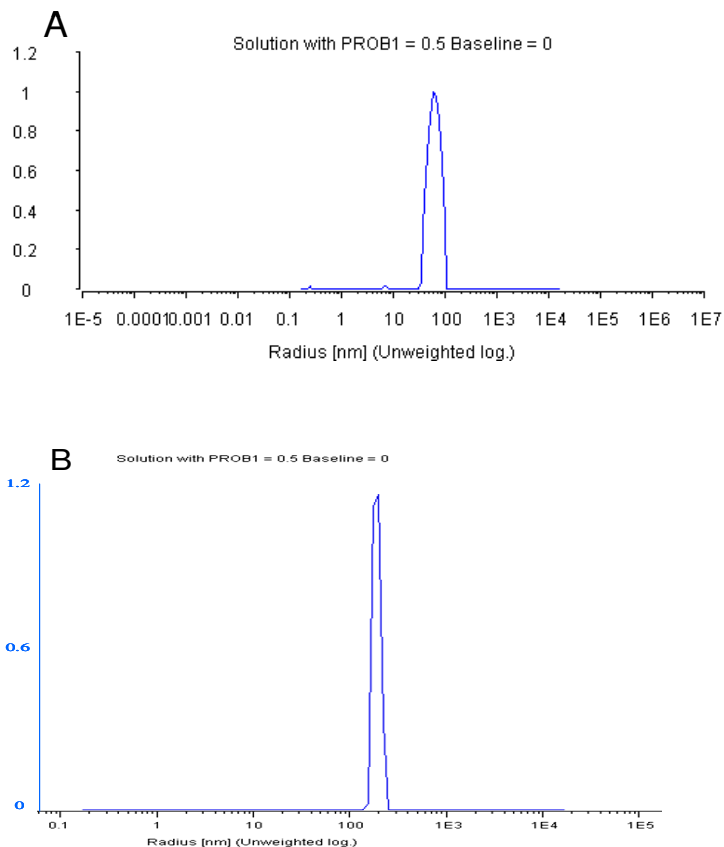 A
Solution with PROB1 = 0.5 Baseline = 0
1.2
1
0.8
0.6
0.4
0.2
0
1E-5 0.0001 0.001 0.01 0.1 1 10 100 1E3 1E4 1E5 1E6 1E7
Radius [nm] (Unweighted log.)
B
Solution with PROB1 = 0.5 Baseline = 0
1.2
0.6
0
0.1 1 10 100 1E3 1E4 1E5
Radius [nm] (Unweighted log.)